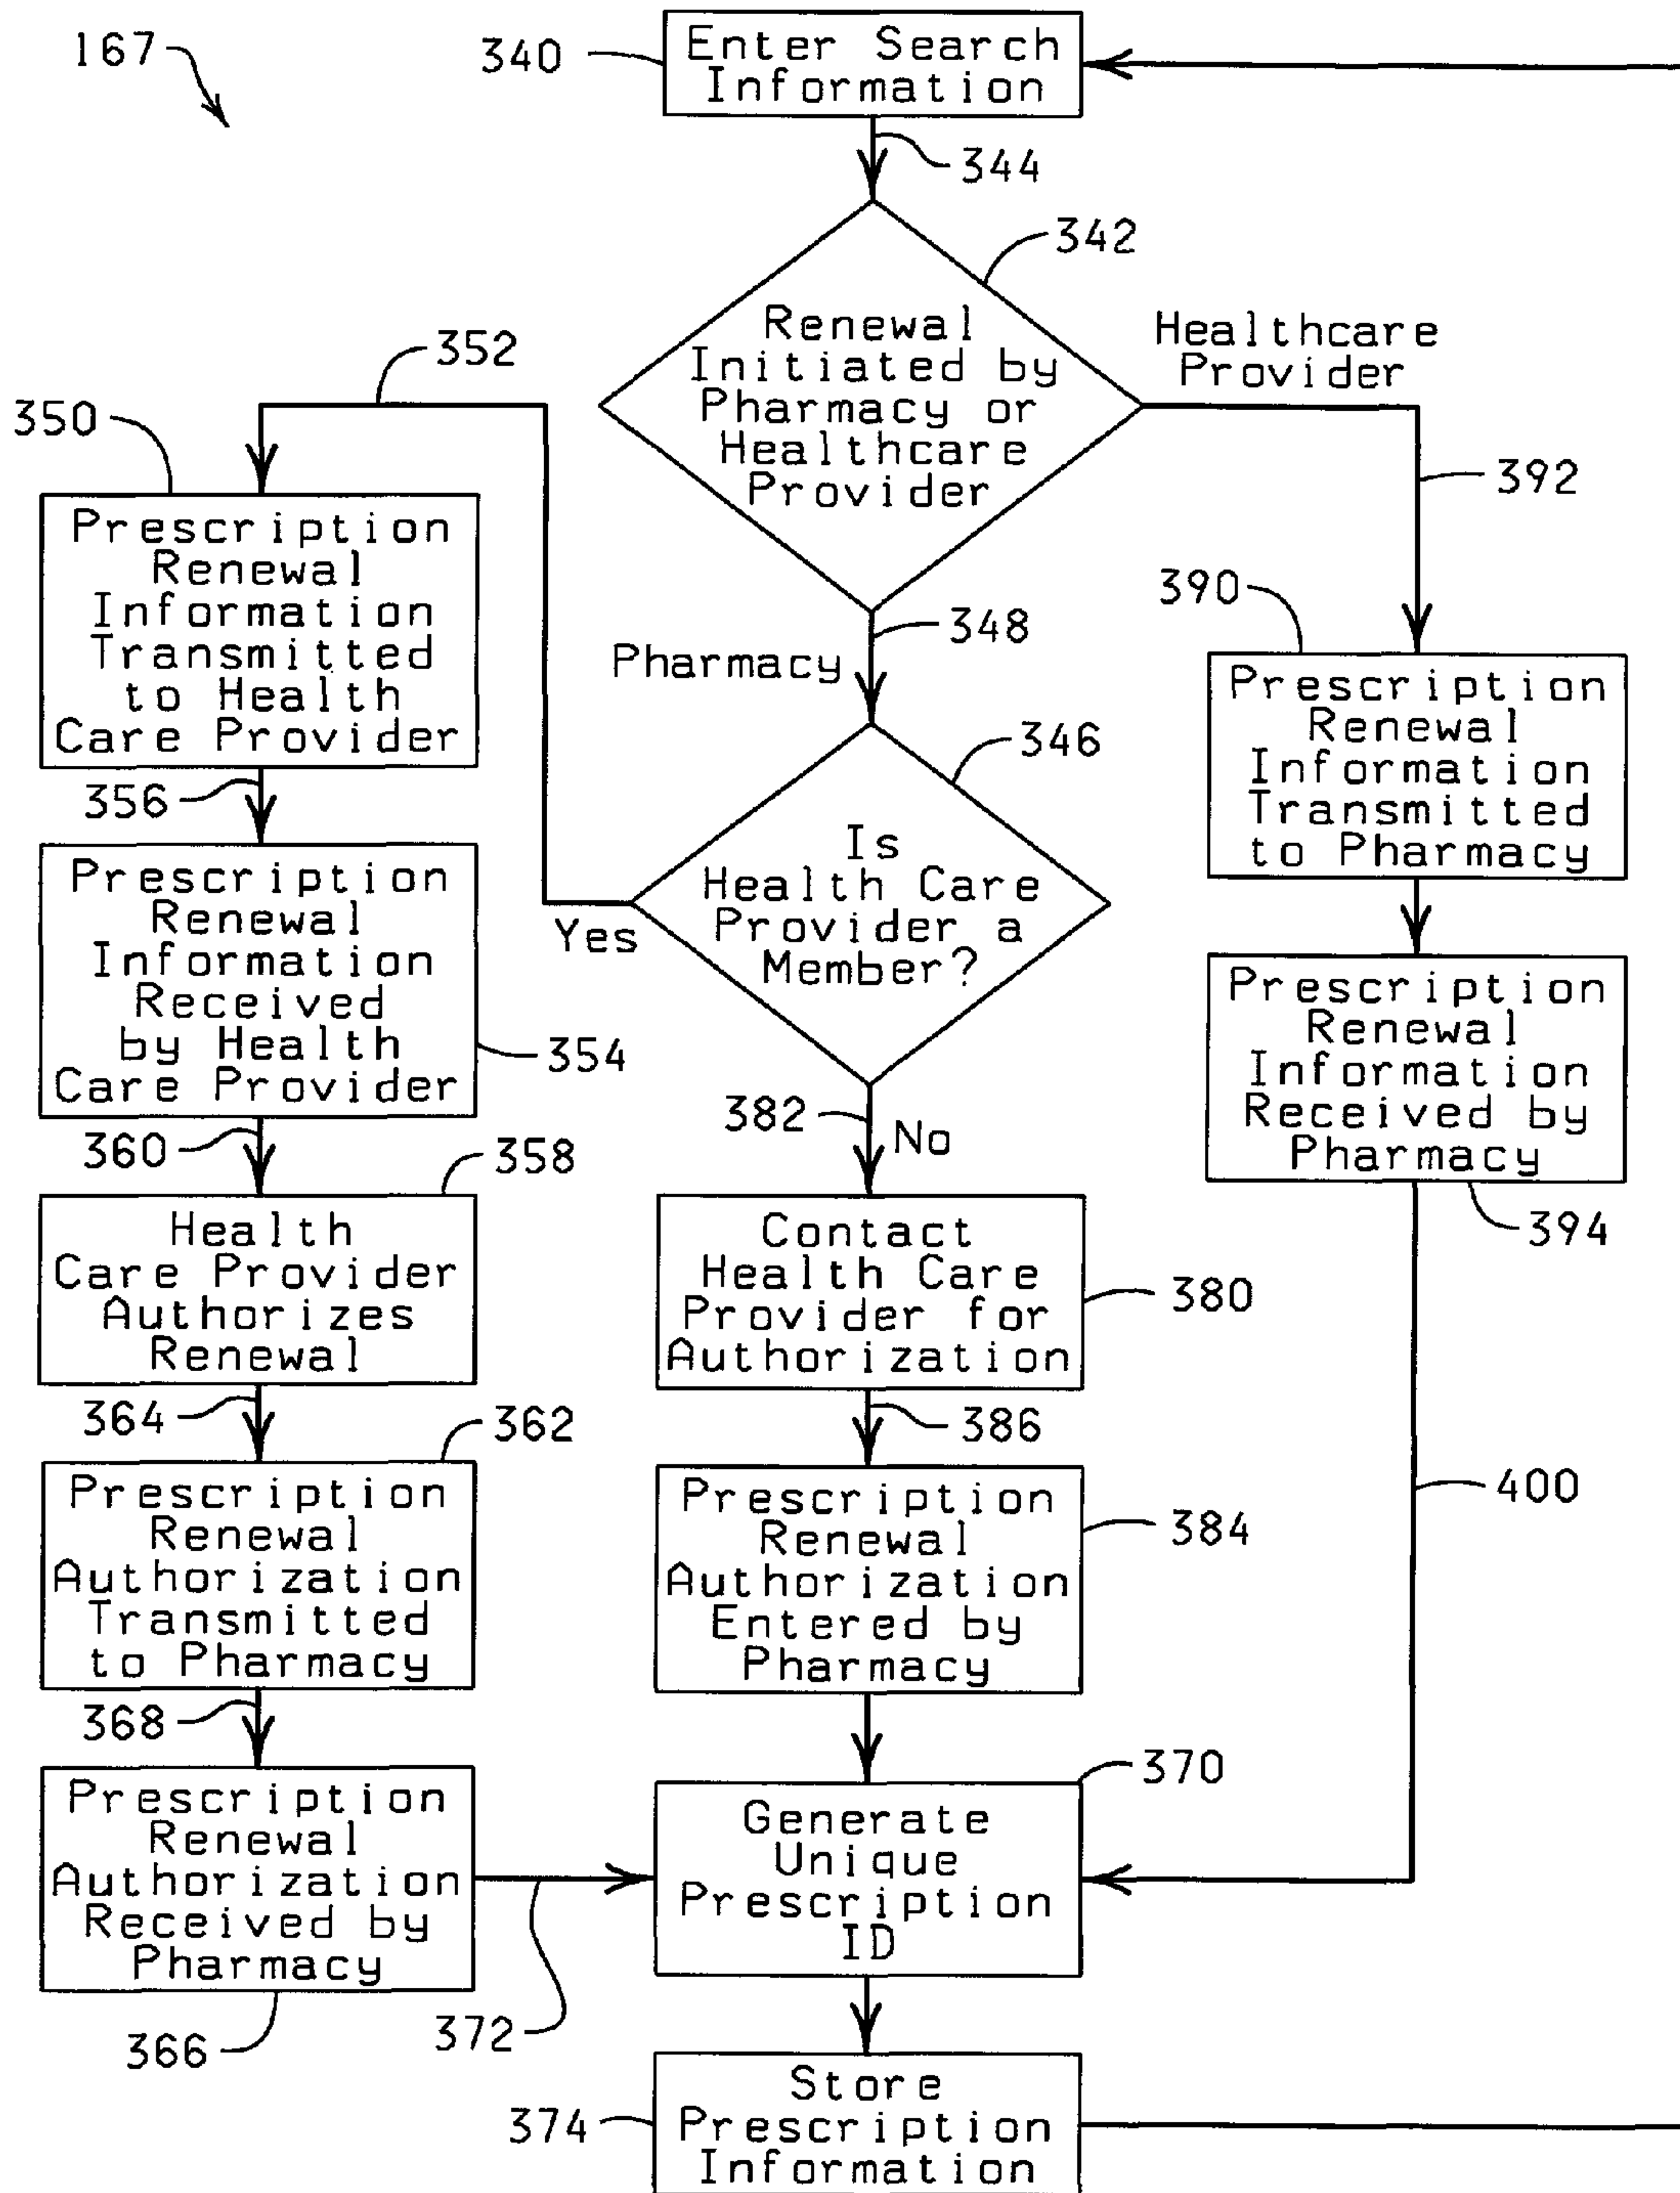 167
340
Enter Search
Information
344
342
Renewal
Initiated by
Pharmacy or
Healthcare
Provider
Healthcare
Provider
392
352
350
Prescription
Renewal
Information
Transmitted
to Health
Care Provider
348
Pharmacy
390
Prescription
Renewal
Information
Transmitted
to Pharmacy
346
Is
Health Care
Provider a
Member?
Yes
356
Prescription
Renewal
Information
Received
by Health
Care Provider
354
Prescription
Renewal
Information
Received by
Pharmacy
394
382
No
360
358
Health
Care Provider
Authorizes
Renewal
Contact
Health Care
Provider for
Authorization
380
364
362
386
Prescription
Renewal
Authorization
Transmitted
to Pharmacy
Prescription
Renewal
Authorization
Entered by
Pharmacy
384
400
368
Prescription
Renewal
Authorization
Received by
Pharmacy
366
372
370
Generate
Unique
Prescription
ID
374
Store
Prescription
Information